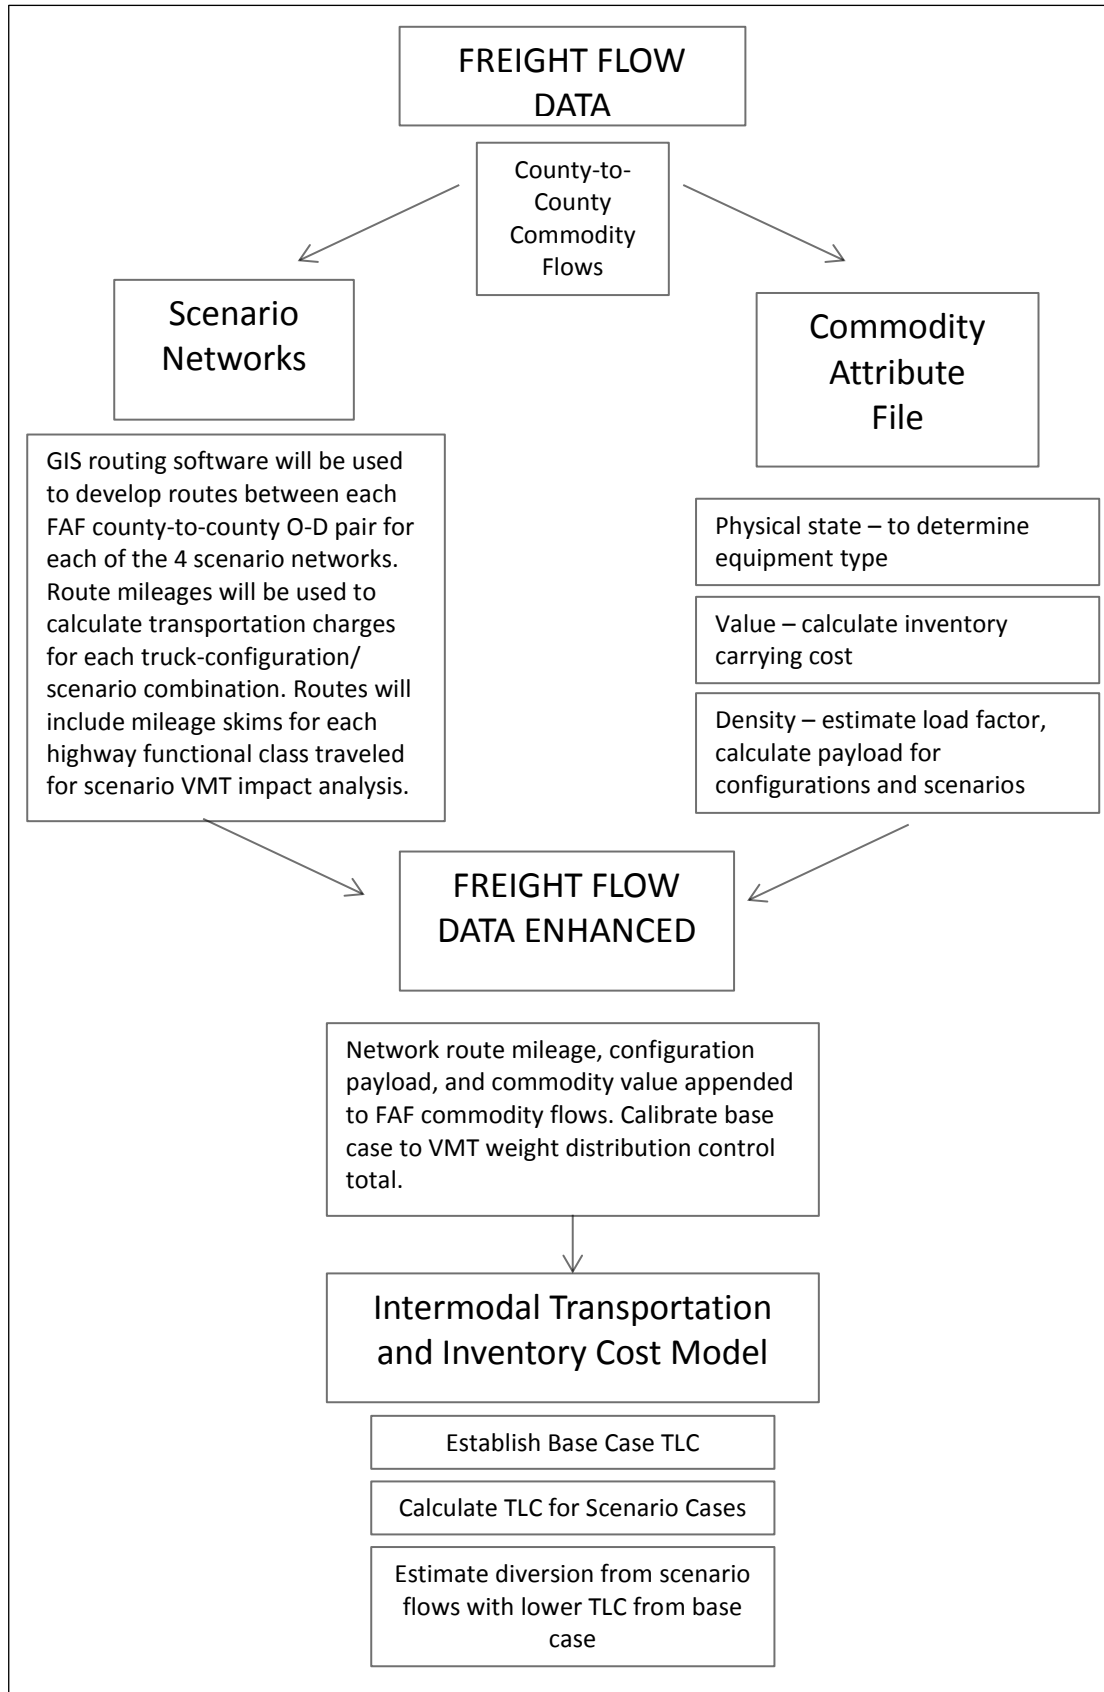 FREIGHT FLOW
DATA
County-to-
County
Commodity
Flows
Scenario
Networks
Commodity
Attribute
File
GIS routing software will be used
to develop routes between each
FAF county-to-county O-D pair for
each of the 4 scenario networks.
Route mileages will be used to
calculate transportation charges
for each truck-configuration/
scenario combination. Routes will
include mileage skims for each
highway functional class traveled
for scenario VMT impact analysis.
Physical state – to determine
equipment type
Value – calculate inventory
carrying cost
Density – estimate load factor,
calculate payload for
configurations and scenarios
FREIGHT FLOW
DATA ENHANCED
Network route mileage, configuration
payload, and commodity value appended
to FAF commodity flows. Calibrate base
case to VMT weight distribution control
total.
Intermodal Transportation
and Inventory Cost Model
Establish Base Case TLC
Calculate TLC for Scenario Cases
Estimate diversion from scenario
flows with lower TLC from base
case